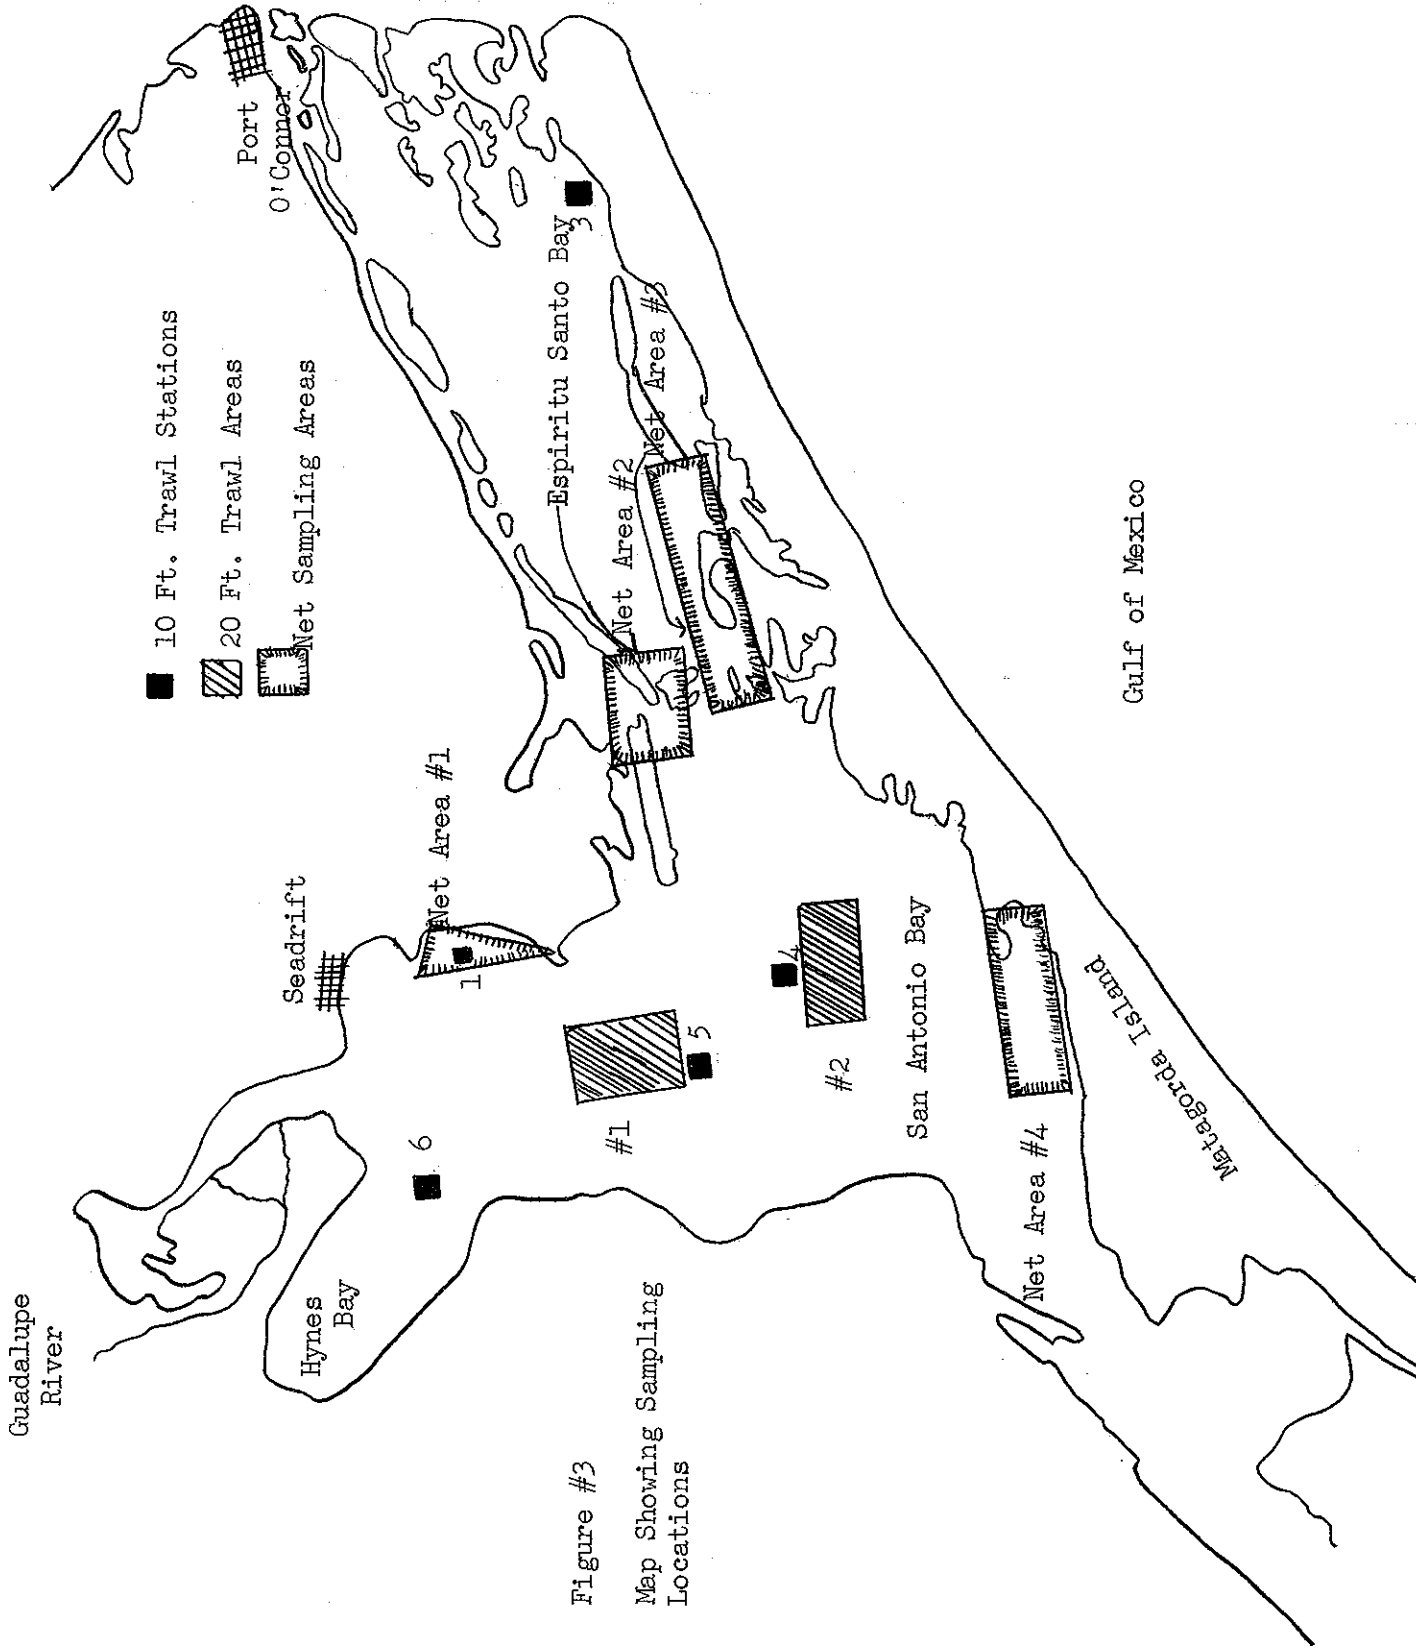 Guadalupe
River
Hynes
Bay
Seadrift
Port
O'Connor
10 Ft. Trawl Stations
20 Ft. Trawl Areas
Net Sampling Areas
Net Area #1
1
6
#1
5
4
#2
3
Espiritu Santo Bay
Net Area #2
Net Area #3
San Antonio Bay
Net Area #4
Matagorda Island
Gulf of Mexico
Figure #3
Map Showing Sampling
Locations